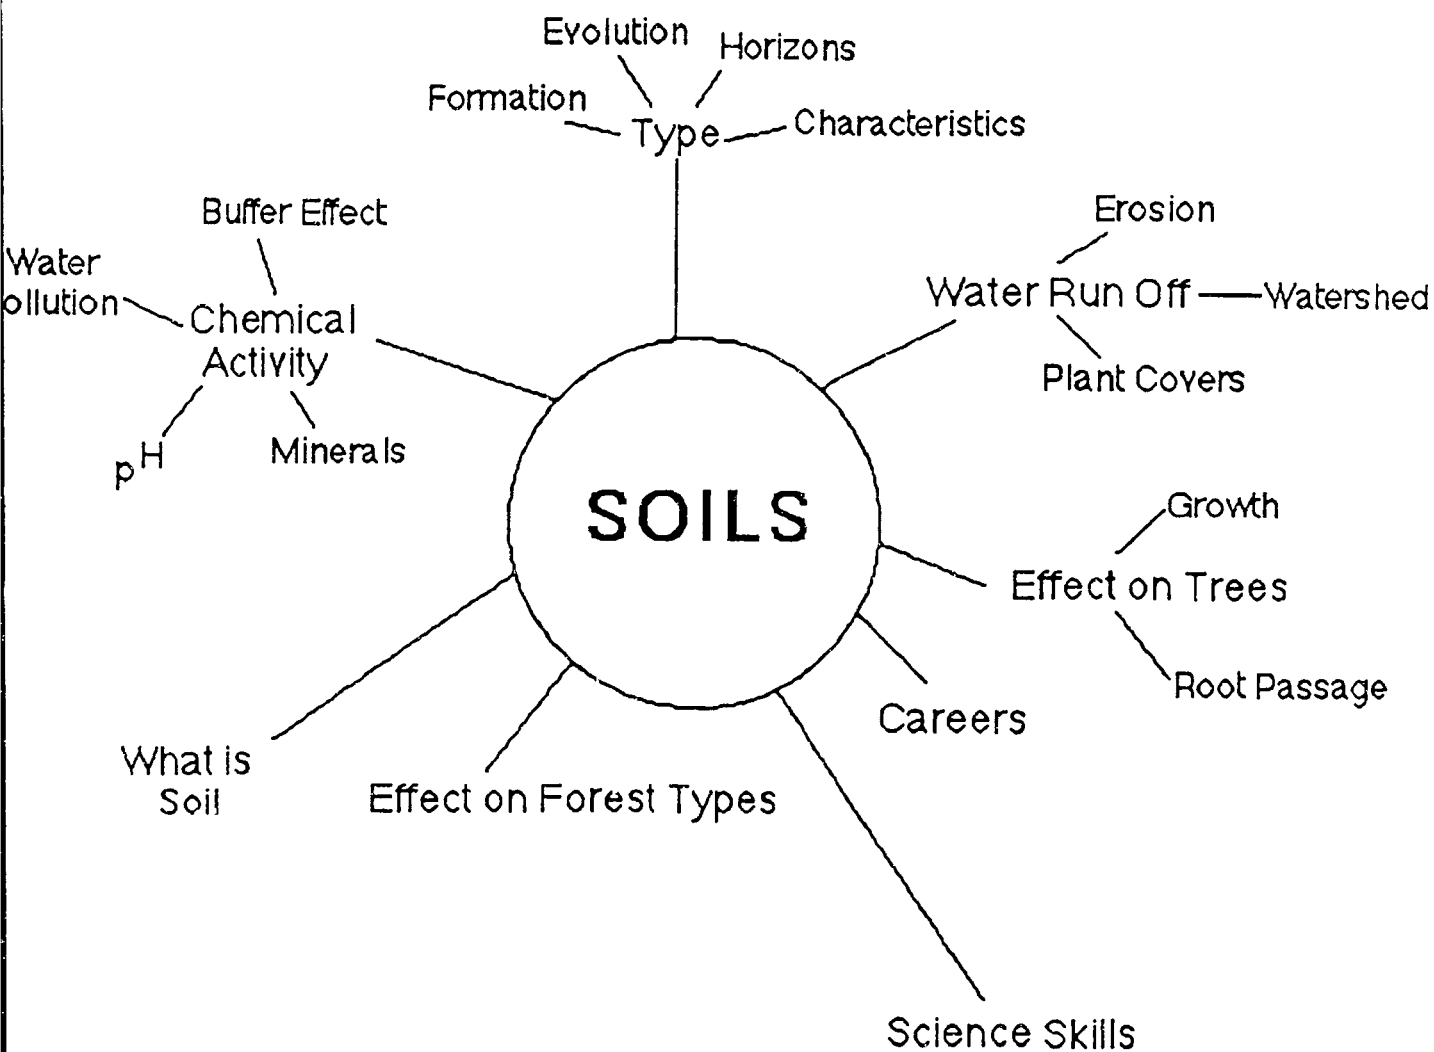 Evolution
Horizons
Formation
Type
Characteristics
Buffer Effect
Water
ollution
Chemical
Activity
pH
Minerals
Erosion
Water Run Off
Watershed
Plant Covers
SOILS
Growth
Effect on Trees
Root Passage
Careers
What is
Soil
Effect on Forest Types
Science Skills